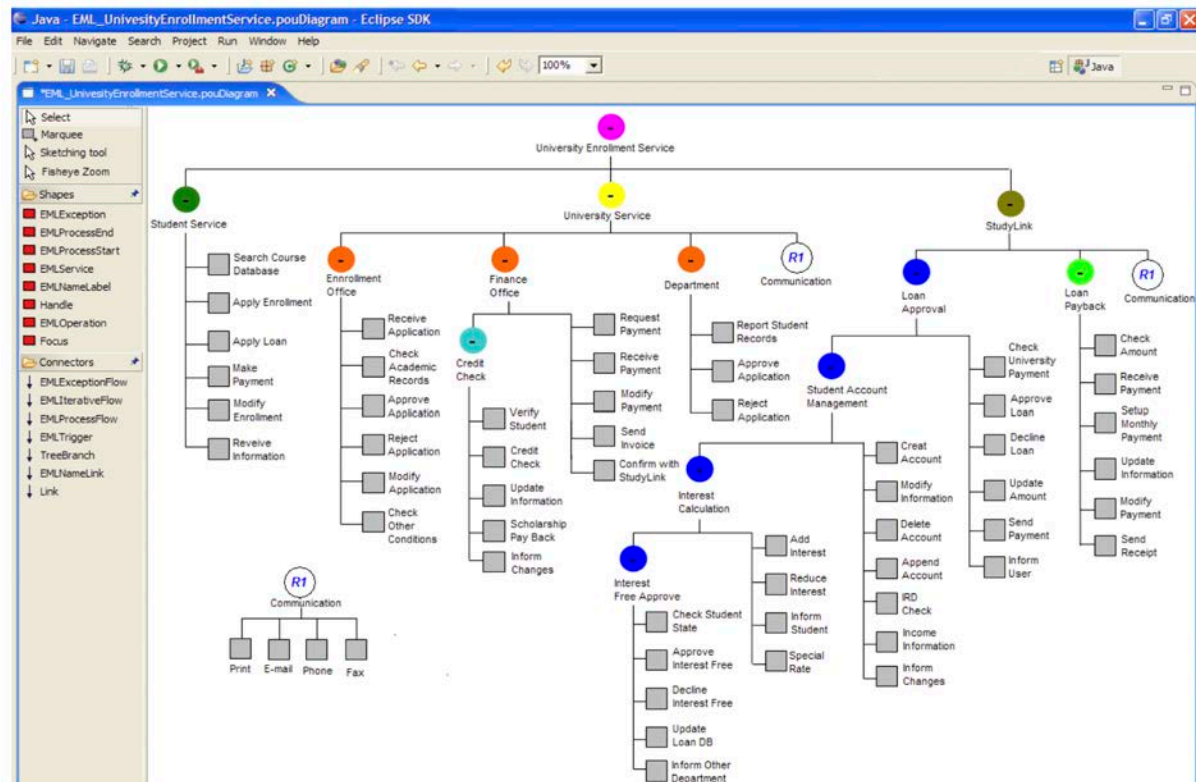 Java - EML_UnivesityEnrollmentService.pouDiagram - Eclipse SDK
File Edit Navigate Search Project Run Window Help
100%
Java
*EML_UnivesityEnrollmentService.pouDiagram
Select
Marquee
Sketching tool
Fisheye Zoom
Shapes
EMLException
EMLProcessEnd
EMLProcessStart
EMLService
EMLNameLabel
Handle
EMLOperation
Focus
Connectors
EMLExceptionFlow
EMLIterativeFlow
EMLProcessFlow
EMLTrigger
TreeBranch
EMLNameLink
Link
-
University Enrollment Service
-
Student Service
Search Course
Database
Apply Enrollment
Apply Loan
Make
Payment
Modify
Enrollment
Reveive
Information
-
University Service
-
Ennrollment
Office
Receive
Application
Check
Academic
Records
Approve
Application
Reject
Application
Modify
Application
Check
Other
Conditions
-
Finance
Office
-
Credit
Check
Verify
Student
Credit
Check
Update
Information
Scholarship
Pay Back
Inform
Changes
Request
Payment
Receive
Payment
Modify
Payment
Send
Invoice
Confirm with
StudyLink
-
Department
Report Student
Records
Approve
Application
Reject
Application
R1
Communication
-
StudyLink
-
Loan
Approval
-
Student Account
Management
-
Interest
Calculation
-
Interest
Free Approve
Check Student
State
Approve
Interest Free
Decline
Interest Free
Update
Loan DB
Inform Other
Department
Add
Interest
Reduce
Interest
Inform
Student
Special
Rate
Creat
Account
Modify
Information
Delete
Account
Append
Account
IRD
Check
Income
Information
Inform
Changes
Check
University
Payment
Approve
Loan
Decline
Loan
Update
Amount
Send
Payment
Inform
User
-
Loan
Payback
Check
Amount
Receive
Payment
Setup
Monthly
Payment
Update
Information
Modify
Payment
Send
Receipt
R1
Communication
R1
Communication
Print E-mail Phone Fax